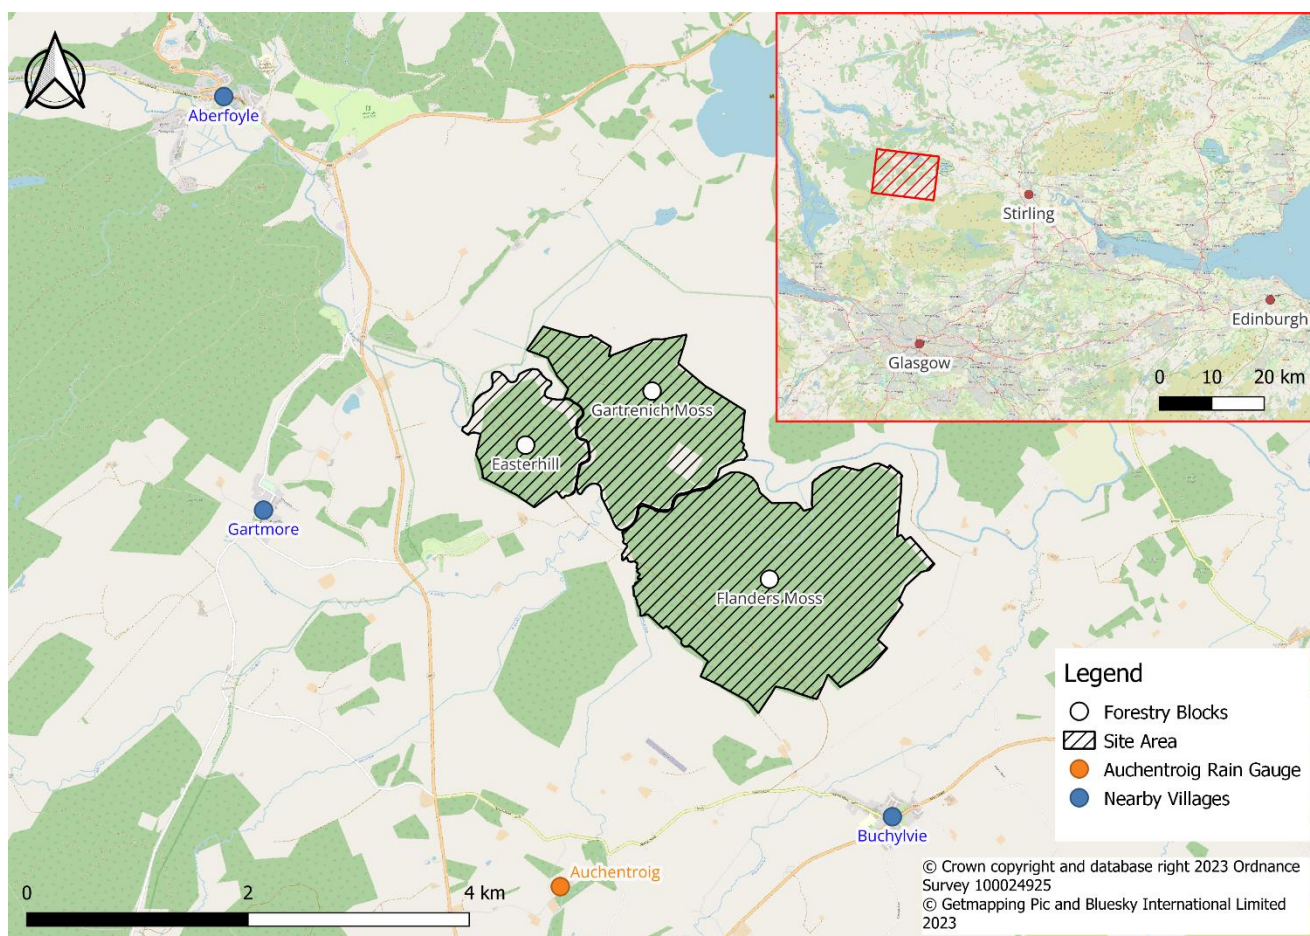 Aberfoyle
Stirling
Edinburgh
Glasgow
0 10 20 km
Gartrenich Moss
Easterhill
Gartmore
Flanders Moss
Buchylvie
Auchentroig
0 2 4 km
Legend
Forestry Blocks
Site Area
Auchentroig Rain Gauge
Nearby Villages
© Crown copyright and database right 2023 Ordnance
Survey 100024925
© Getmapping Pic and Bluesky International Limited
2023